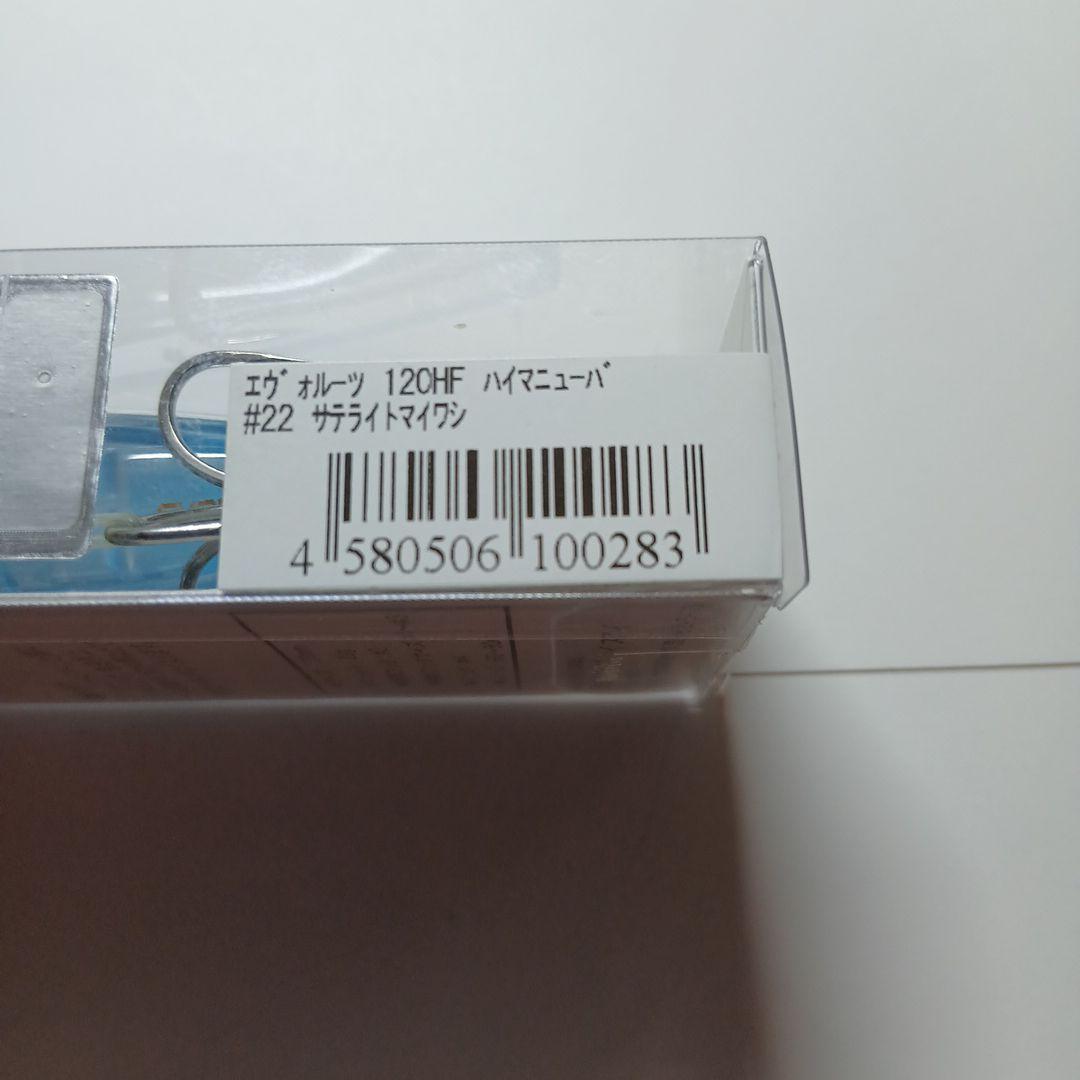 ｴｳﾞｫﾙｰﾂ 120HF ﾊｲﾏﾆｭｰﾊﾞ
#22 ｻﾃﾗｲﾄﾏｲﾜｼ
4 580506 100283